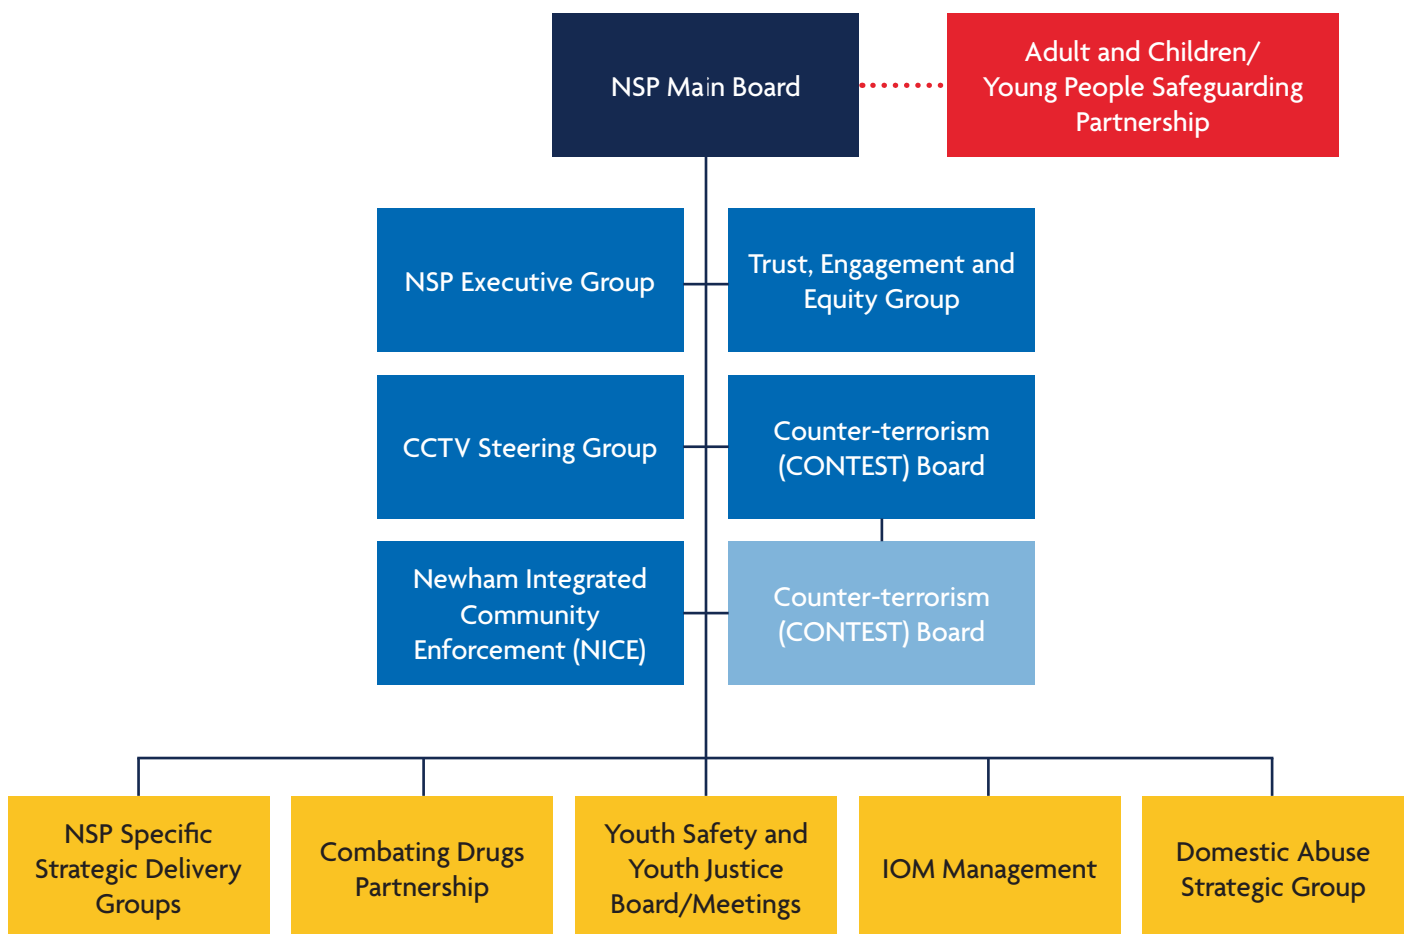 NSP Main Board
Adult and Children/
Young People Safeguarding
Partnership
NSP Executive Group
Trust, Engagement and
Equity Group
CCTV Steering Group
Counter-terrorism
(CONTEST) Board
Newham Integrated
Community
Enforcement (NICE)
Counter-terrorism
(CONTEST) Board
NSP Specific
Strategic Delivery
Groups
Combating Drugs
Partnership
Youth Safety and
Youth Justice
Board/Meetings
IOM Management
Domestic Abuse
Strategic Group